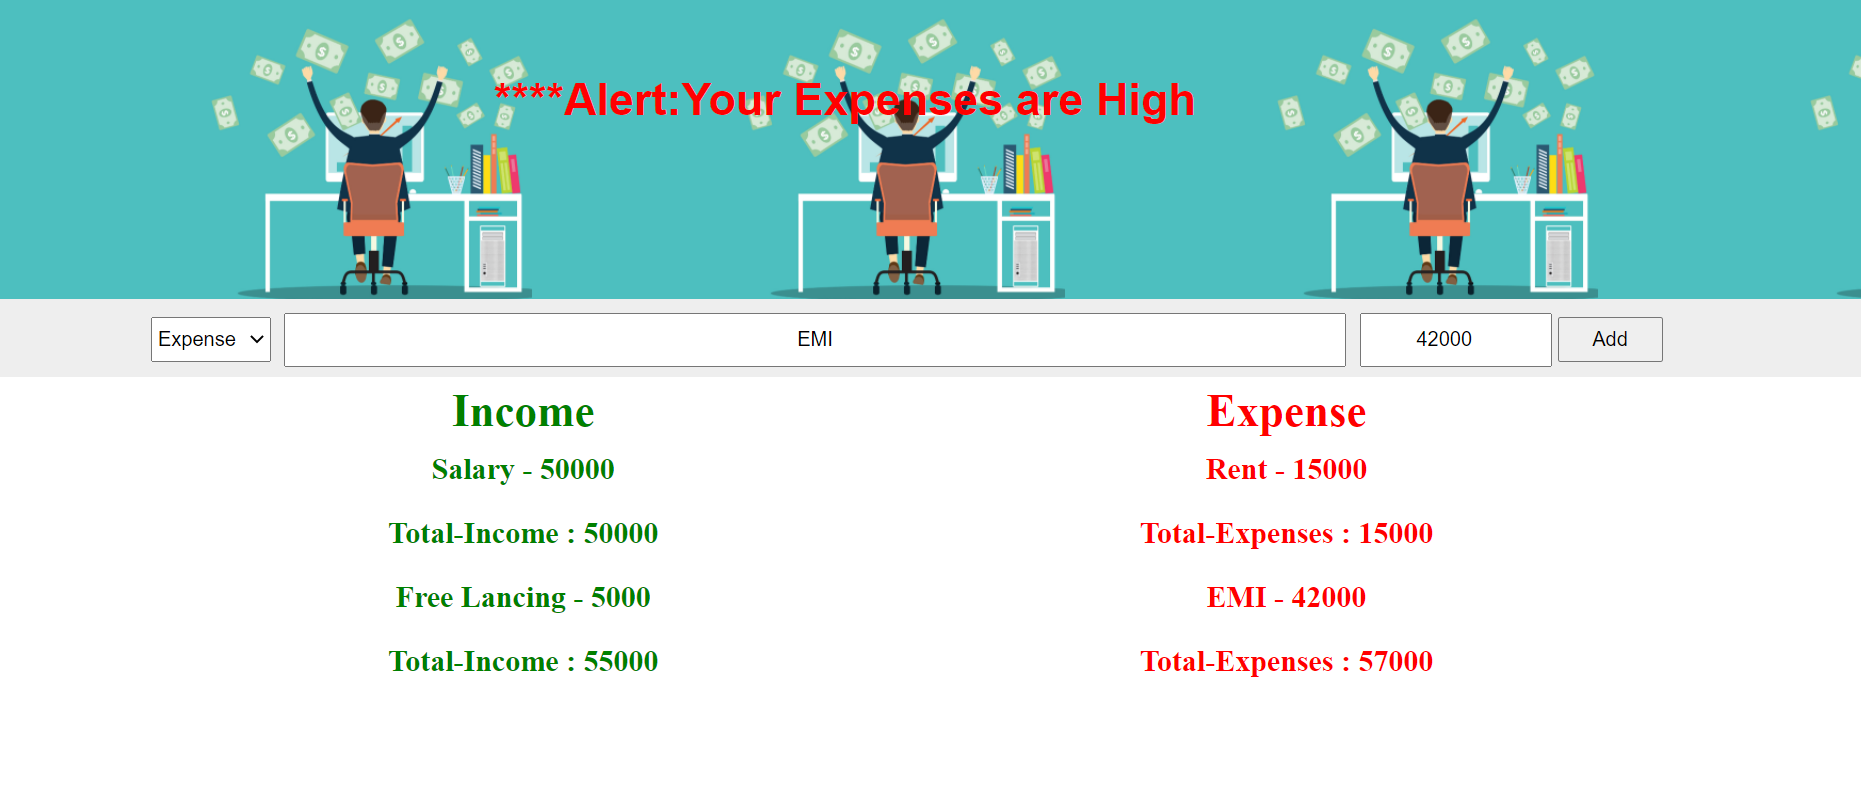 ****Alert:Your Expenses are High
Expense EMI 42000 Add
Income
Salary - 50000
Total-Income : 50000
Free Lancing - 5000
Total-Income : 55000
Expense
Rent - 15000
Total-Expenses : 15000
EMI - 42000
Total-Expenses : 57000